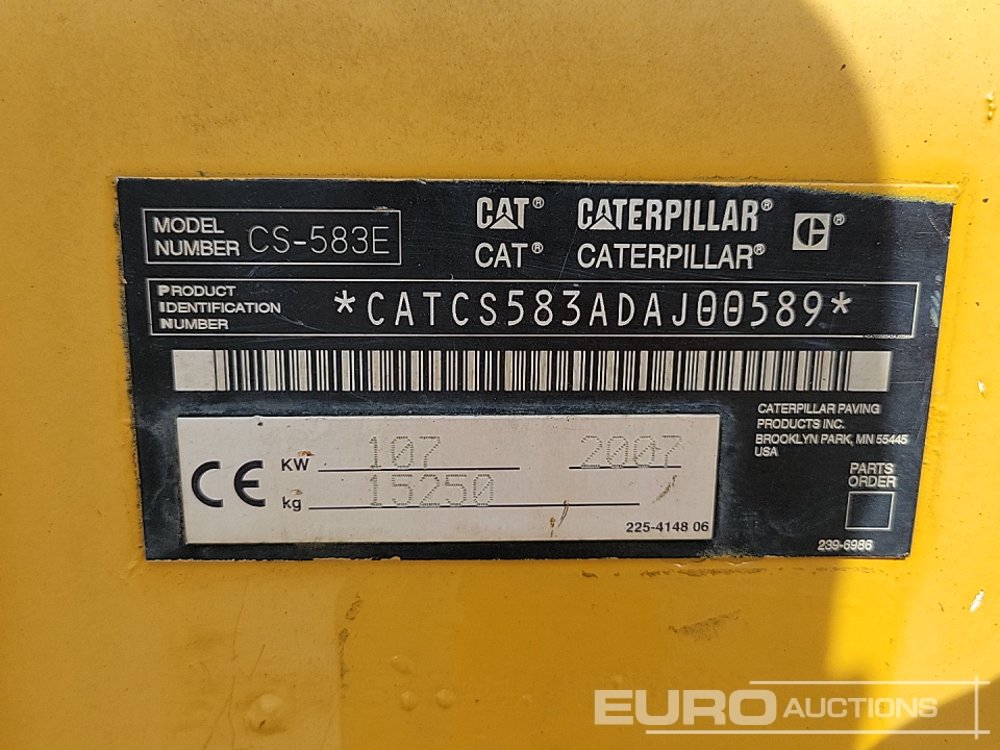 MODEL
NUMBER CS-583E
CAT® CATERPILLAR® ®
CAT® CATERPILLAR®
PRODUCT
IDENTIFICATION
NUMBER
*CATCS583ADAJ00589*
CATERPILLAR PAVING
PRODUCTS INC.
BROOKLYN PARK, MN 55445
USA
CE
KW 107 2007
kg 15250
225-4148 06
PARTS
ORDER
239-6986
EURO AUCTIONS